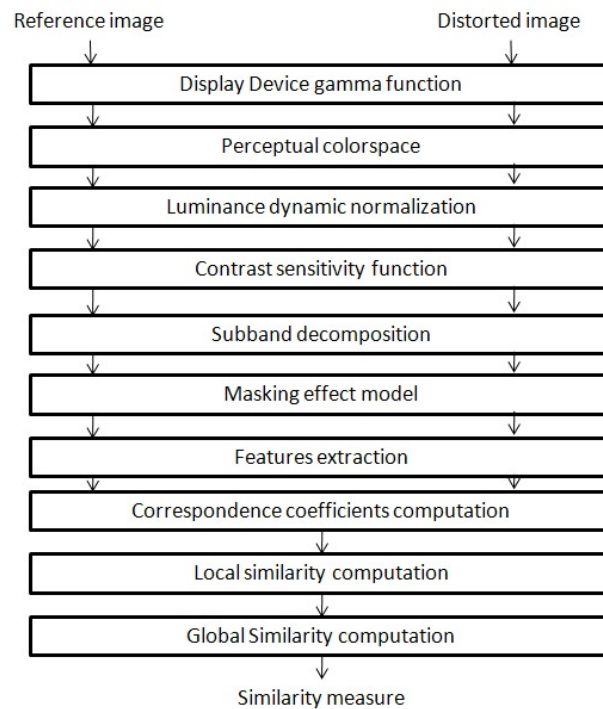 Reference image
Distorted image
Display Device gamma function
Perceptual colorspace
Luminance dynamic normalization
Contrast sensitivity function
Subband decomposition
Masking effect model
Features extraction
Correspondence coefficients computation
Local similarity computation
Global Similarity computation
Similarity measure